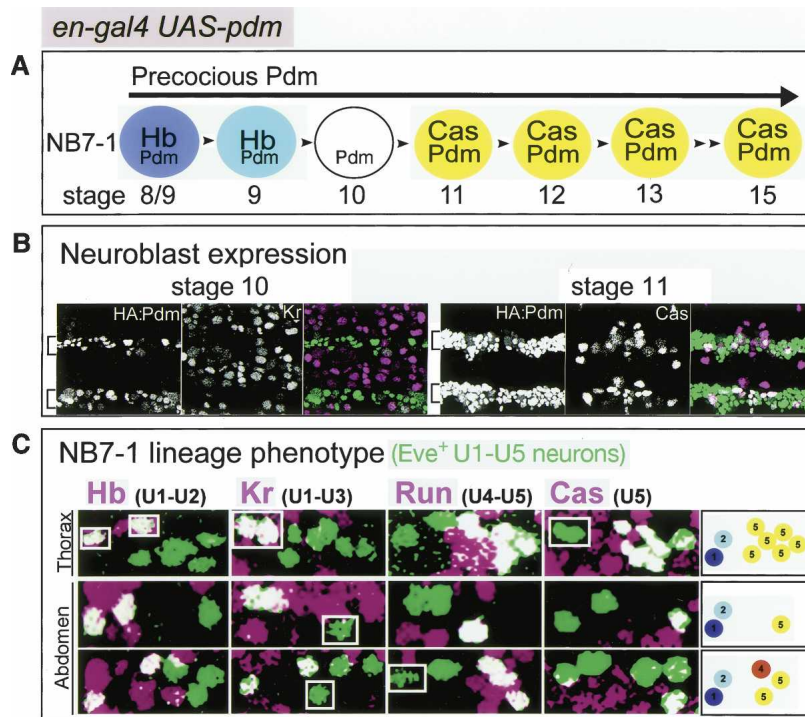 en-gal4 UAS-pdm
A
Precocious Pdm
NB7-1
Hb Pdm
Hb Pdm
Pdm
Cas Pdm
Cas Pdm
Cas Pdm
Cas Pdm
stage 8/9 9 10 11 12 13 15
B
Neuroblast expression
stage 10 stage 11
HA:Pdm Kr HA:Pdm Cas
C
NB7-1 lineage phenotype (Eve+ U1-U5 neurons)
Hb (U1-U2) Kr (U1-U3) Run (U4-U5) Cas (U5)
Thorax
2 1 5 5 5 5 5 5
Abdomen
2 1 5
2 1 4 5 5